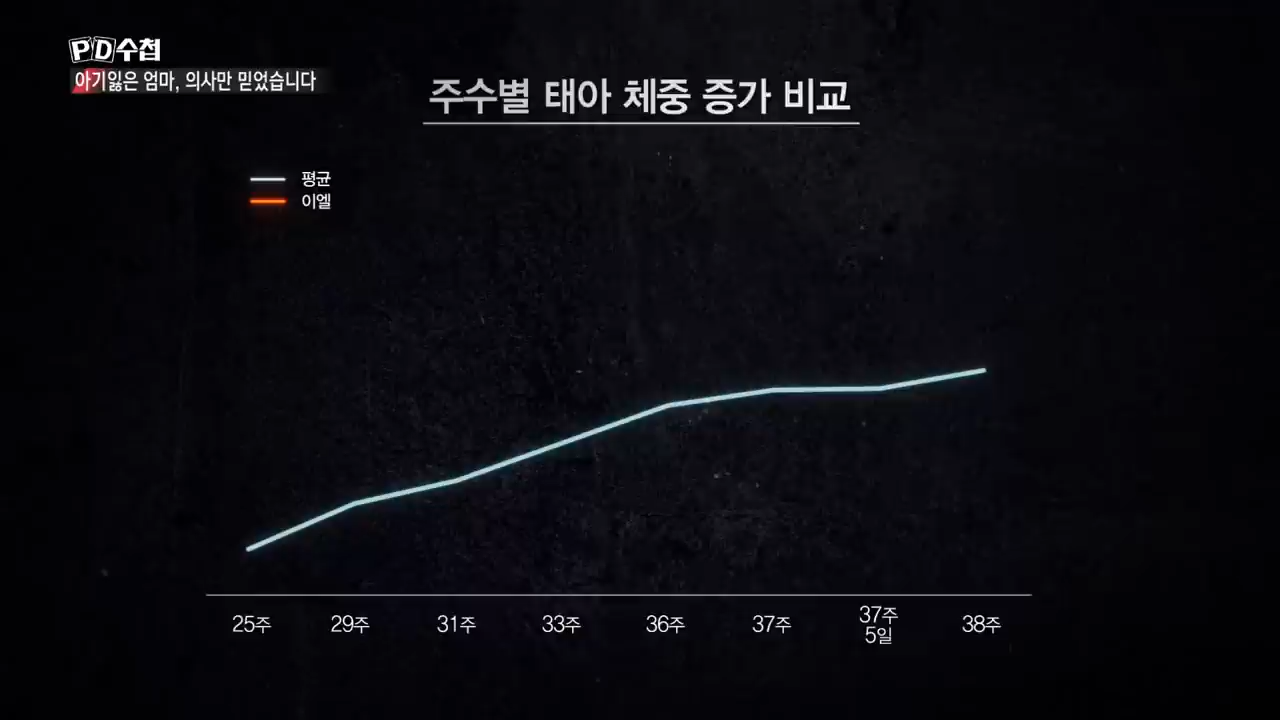 PD수첩
아기잃은 엄마, 의사만 믿었습니다
주수별 태아 체중 증가 비교
평균
이엘
25주
29주
31주
33주
36주
37주
37주
5일
38주